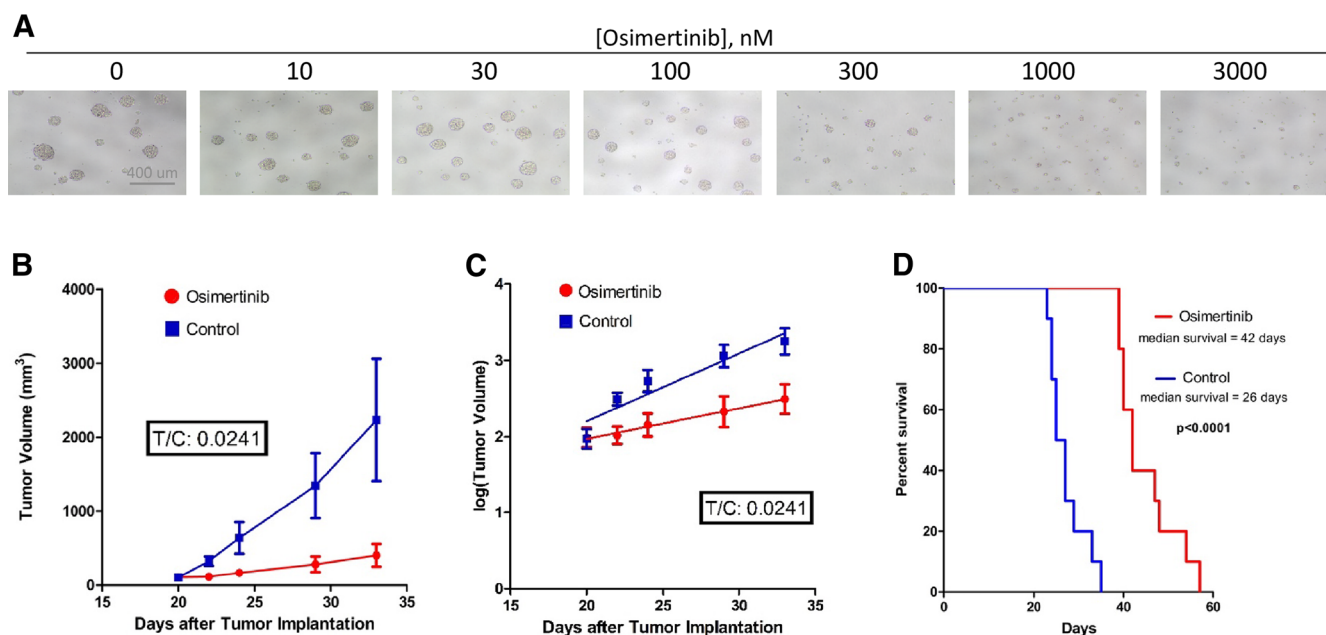 A
[Osimertinib], nM
0 10 30 100 300 1000 3000
400 um
B
Tumor Volume (mm³)
4000
3000
2000
1000
0
Osimertinib
Control
T/C: 0.0241
15 20 25 30 35
Days after Tumor Implantation
C
log(Tumor Volume)
4
3
2
1
0
Osimertinib
Control
T/C: 0.0241
15 20 25 30 35
Days after Tumor Implantation
D
Percent survival
100
80
60
40
20
0
Osimertinib
median survival = 42 days
Control
median survival = 26 days
p<0.0001
0 20 40 60
Days